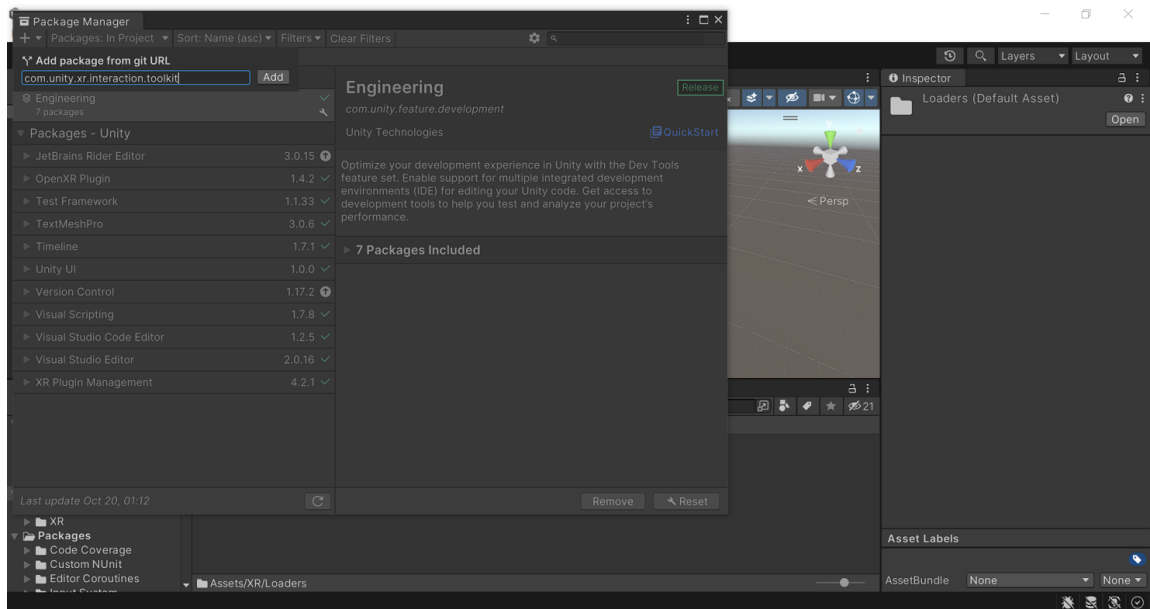 Package Manager
Packages: In Project Sort: Name (asc) Filters Clear Filters
Add package from git URL
com.unity.xr.interaction.toolkit Add
Engineering
7 packages
Packages - Unity
JetBrains Rider Editor 3.0.15
OpenXR Plugin 1.4.2
Test Framework 1.1.33
TextMeshPro 3.0.6
Timeline 1.7.1
Unity UI 1.0.0
Version Control 1.17.2
Visual Scripting 1.7.8
Visual Studio Code Editor 1.2.5
Visual Studio Editor 2.0.16
XR Plugin Management 4.2.1
Last update Oct 20, 01:12
Engineering Release
com.unity.feature.development
Unity Technologies QuickStart
Optimize your development experience in Unity with the Dev Tools
feature set. Enable support for multiple integrated development
environments (IDE) for editing your Unity code. Get access to
development tools to help you test and analyze your project's
performance.
7 Packages Included
Remove Reset
Layers Layout
y
x z
Persp
21
Inspector
Loaders (Default Asset)
Open
XR
Packages
Code Coverage
Custom NUnit
Editor Coroutines
Input System
Assets/XR/Loaders
Asset Labels
AssetBundle None None